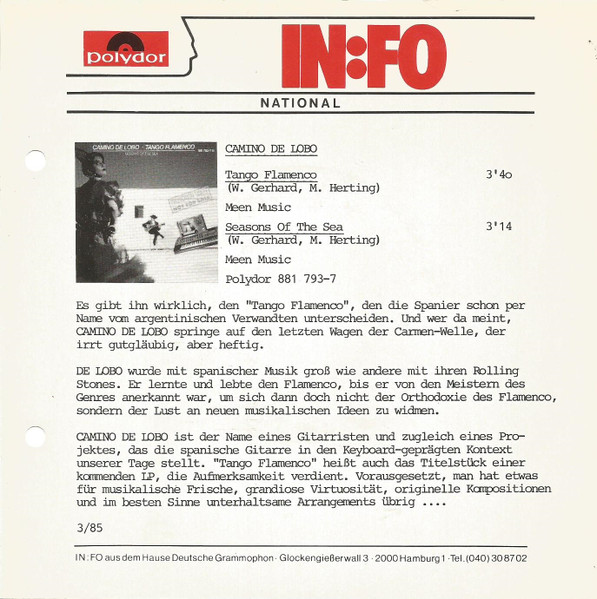 polydor
IN:FO
NATIONAL
CAMINO DE LOBO · TANGO FLAMENCO
CAMINO DE LOBO
Tango Flamenco 3'4o
(W. Gerhard, M. Herting)
Meen Music
Seasons Of The Sea 3'14
(W. Gerhard, M. Herting)
Meen Music
Polydor 881 793-7
Es gibt ihn wirklich, den "Tango Flamenco", den die Spanier schon per
Name vom argentinischen Verwandten unterscheiden. Und wer da meint,
CAMINO DE LOBO springe auf den letzten Wagen der Carmen-Welle, der
irrt gutgläubig, aber heftig.
DE LOBO wurde mit spanischer Musik groß wie andere mit ihren Rolling
Stones. Er lernte und lebte den Flamenco, bis er von den Meistern des
Genres anerkannt war, um sich dann doch nicht der Orthodoxie des Flamenco,
sondern der Lust an neuen musikalischen Ideen zu widmen.
CAMINO DE LOBO ist der Name eines Gitarristen und zugleich eines Pro-
jektes, das die spanische Gitarre in den Keyboard-geprägten Kontext
unserer Tage stellt. "Tango Flamenco" heißt auch das Titelstück einer
kommenden LP, die Aufmerksamkeit verdient. Vorausgesetzt, man hat etwas
für musikalische Frische, grandiose Virtuosität, originelle Kompositionen
und im besten Sinne unterhaltsame Arrangements übrig ....
3/85
IN:FO aus dem Hause Deutsche Grammophon · Glockengießerwall 3 · 2000 Hamburg 1 · Tel. (040) 30 87 02